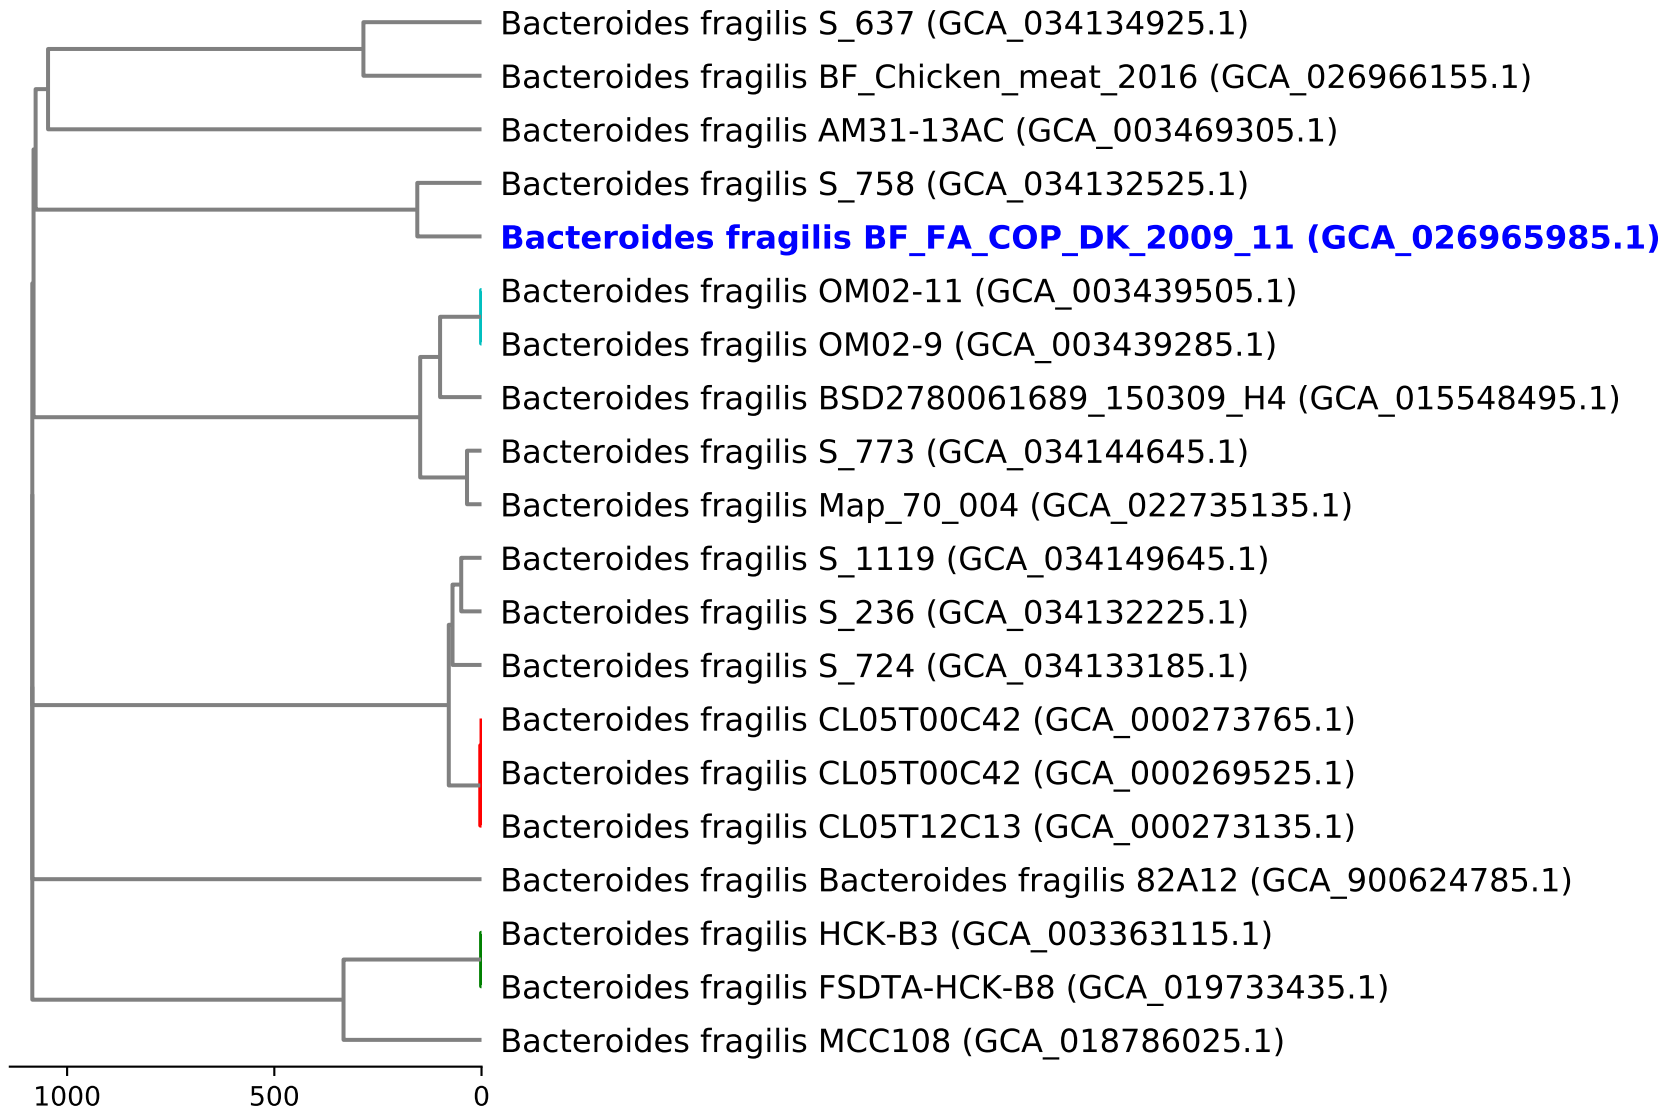 Bacteroides fragilis S_637 (GCA_034134925.1)
Bacteroides fragilis BF_Chicken_meat_2016 (GCA_026966155.1)
Bacteroides fragilis AM31-13AC (GCA_003469305.1)
Bacteroides fragilis S_758 (GCA_034132525.1)
Bacteroides fragilis BF_FA_COP_DK_2009_11 (GCA_026965985.1)
Bacteroides fragilis OM02-11 (GCA_003439505.1)
Bacteroides fragilis OM02-9 (GCA_003439285.1)
Bacteroides fragilis BSD2780061689_150309_H4 (GCA_015548495.1)
Bacteroides fragilis S_773 (GCA_034144645.1)
Bacteroides fragilis Map_70_004 (GCA_022735135.1)
Bacteroides fragilis S_1119 (GCA_034149645.1)
Bacteroides fragilis S_236 (GCA_034132225.1)
Bacteroides fragilis S_724 (GCA_034133185.1)
Bacteroides fragilis CL05T00C42 (GCA_000273765.1)
Bacteroides fragilis CL05T00C42 (GCA_000269525.1)
Bacteroides fragilis CL05T12C13 (GCA_000273135.1)
Bacteroides fragilis Bacteroides fragilis 82A12 (GCA_900624785.1)
Bacteroides fragilis HCK-B3 (GCA_003363115.1)
Bacteroides fragilis FSDTA-HCK-B8 (GCA_019733435.1)
Bacteroides fragilis MCC108 (GCA_018786025.1)
1000 500 0